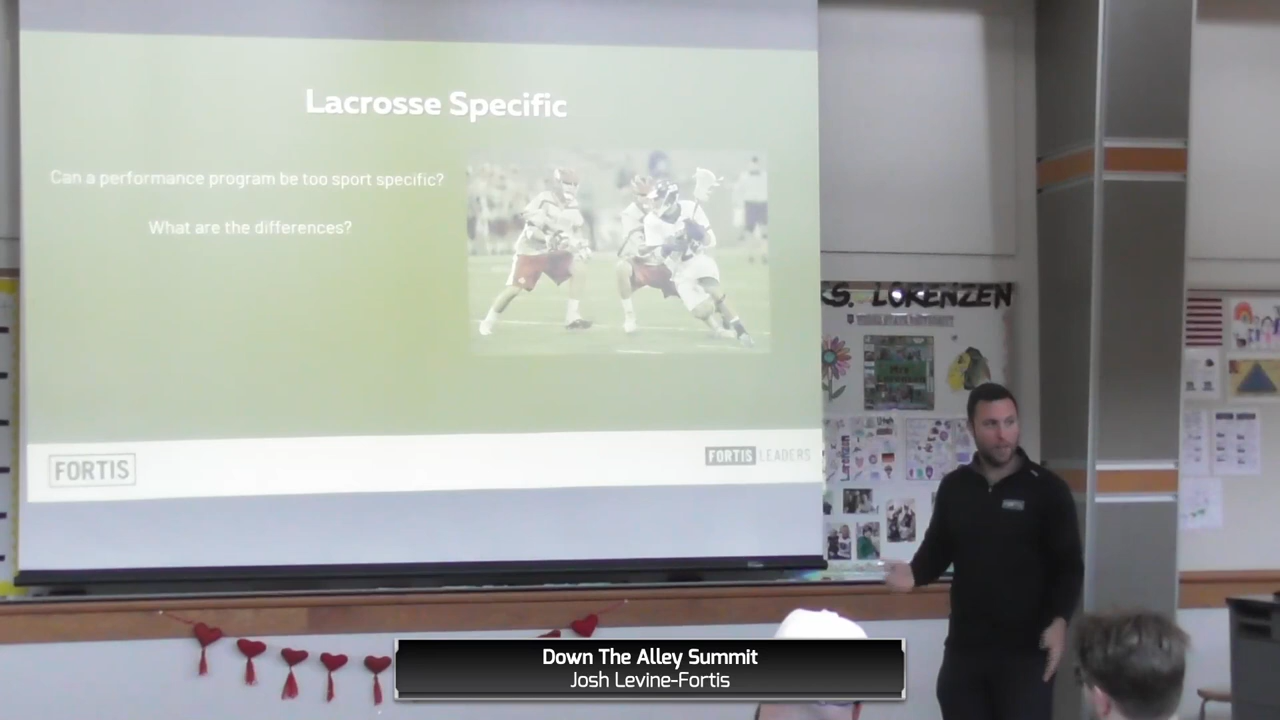 Lacrosse Specific
Can a performance program be too sport specific?
What are the differences?
FORTIS
FORTIS LEADERS
S. LORENZEN
FORTIS
Down The Alley Summit
Josh Levine-Fortis